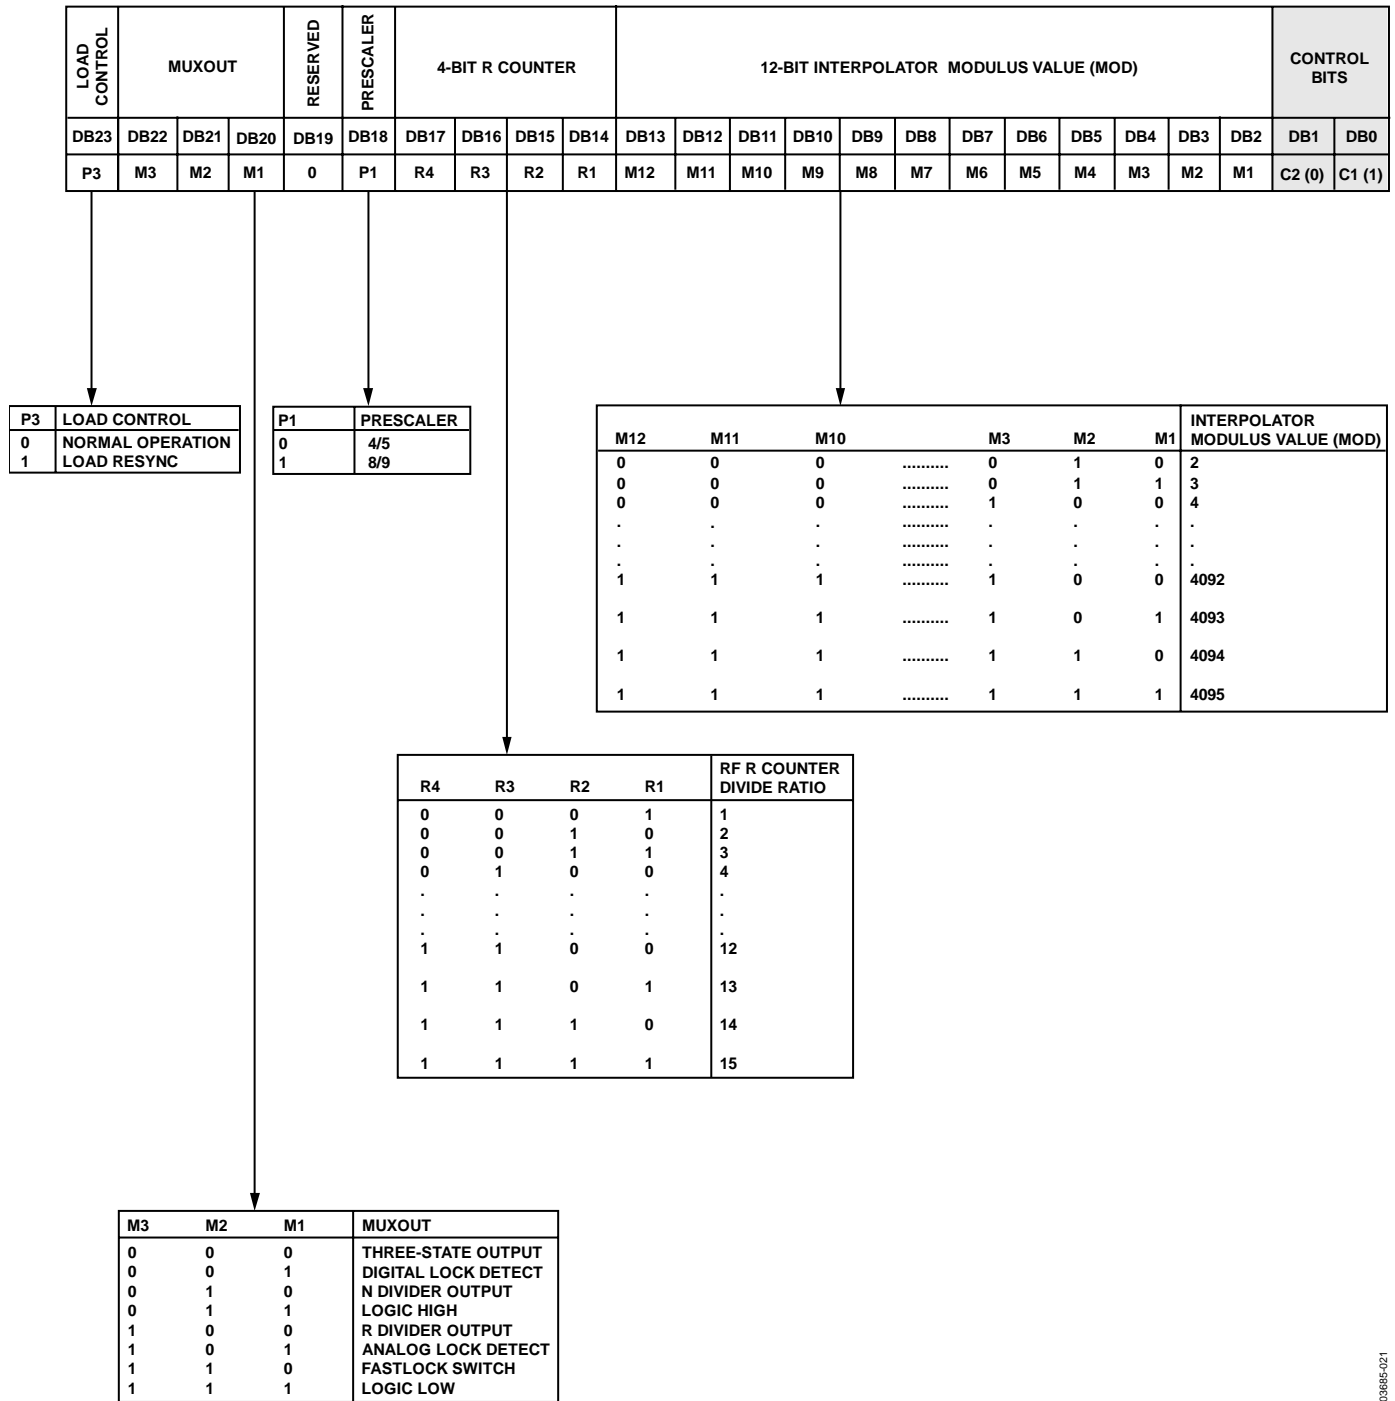 LOAD CONTROL MUXOUT RESERVED PRESCALER 4-BIT R COUNTER 12-BIT INTERPOLATOR MODULUS VALUE (MOD) CONTROL BITS
DB23 DB22 DB21 DB20 DB19 DB18 DB17 DB16 DB15 DB14 DB13 DB12 DB11 DB10 DB9 DB8 DB7 DB6 DB5 DB4 DB3 DB2 DB1 DB0
P3 M3 M2 M1 0 P1 R4 R3 R2 R1 M12 M11 M10 M9 M8 M7 M6 M5 M4 M3 M2 M1 C2 (0) C1 (1)
P3 LOAD CONTROL
0 NORMAL OPERATION
1 LOAD RESYNC
P1 PRESCALER
0 4/5
1 8/9
M12 M11 M10 M3 M2 M1 INTERPOLATOR MODULUS VALUE (MOD)
0 0 0 .......... 0 1 0 2
0 0 0 .......... 0 1 1 3
0 0 0 .......... 1 0 0 4
. . . .......... . . . .
. . . .......... . . . .
. . . .......... . . . .
1 1 1 .......... 1 0 0 4092
1 1 1 .......... 1 0 1 4093
1 1 1 .......... 1 1 0 4094
1 1 1 .......... 1 1 1 4095
R4 R3 R2 R1 RF R COUNTER DIVIDE RATIO
0 0 0 1 1
0 0 1 0 2
0 0 1 1 3
0 1 0 0 4
. . . . .
. . . . .
. . . . .
1 1 0 0 12
1 1 0 1 13
1 1 1 0 14
1 1 1 1 15
M3 M2 M1 MUXOUT
0 0 0 THREE-STATE OUTPUT
0 0 1 DIGITAL LOCK DETECT
0 1 0 N DIVIDER OUTPUT
0 1 1 LOGIC HIGH
1 0 0 R DIVIDER OUTPUT
1 0 1 ANALOG LOCK DETECT
1 1 0 FASTLOCK SWITCH
1 1 1 LOGIC LOW
03685-021